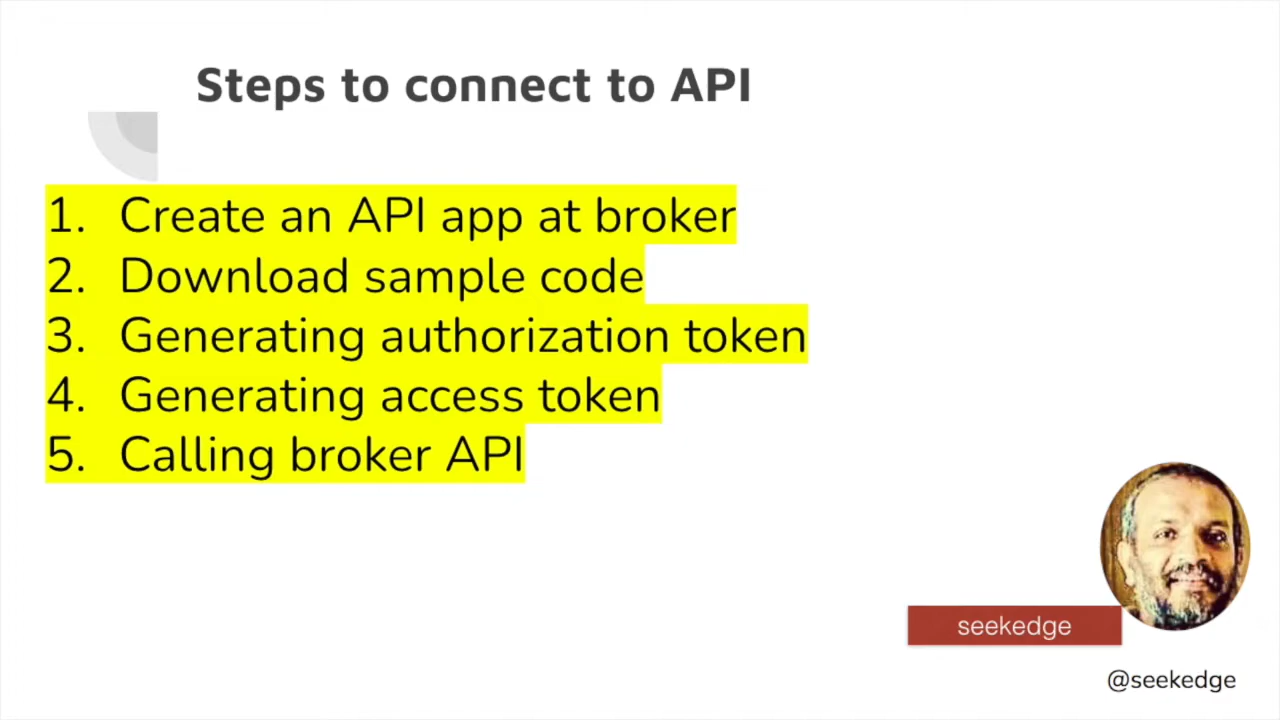 Steps to connect to API
1. Create an API app at broker
2. Download sample code
3. Generating authorization token
4. Generating access token
5. Calling broker API
seekedge
@seekedge